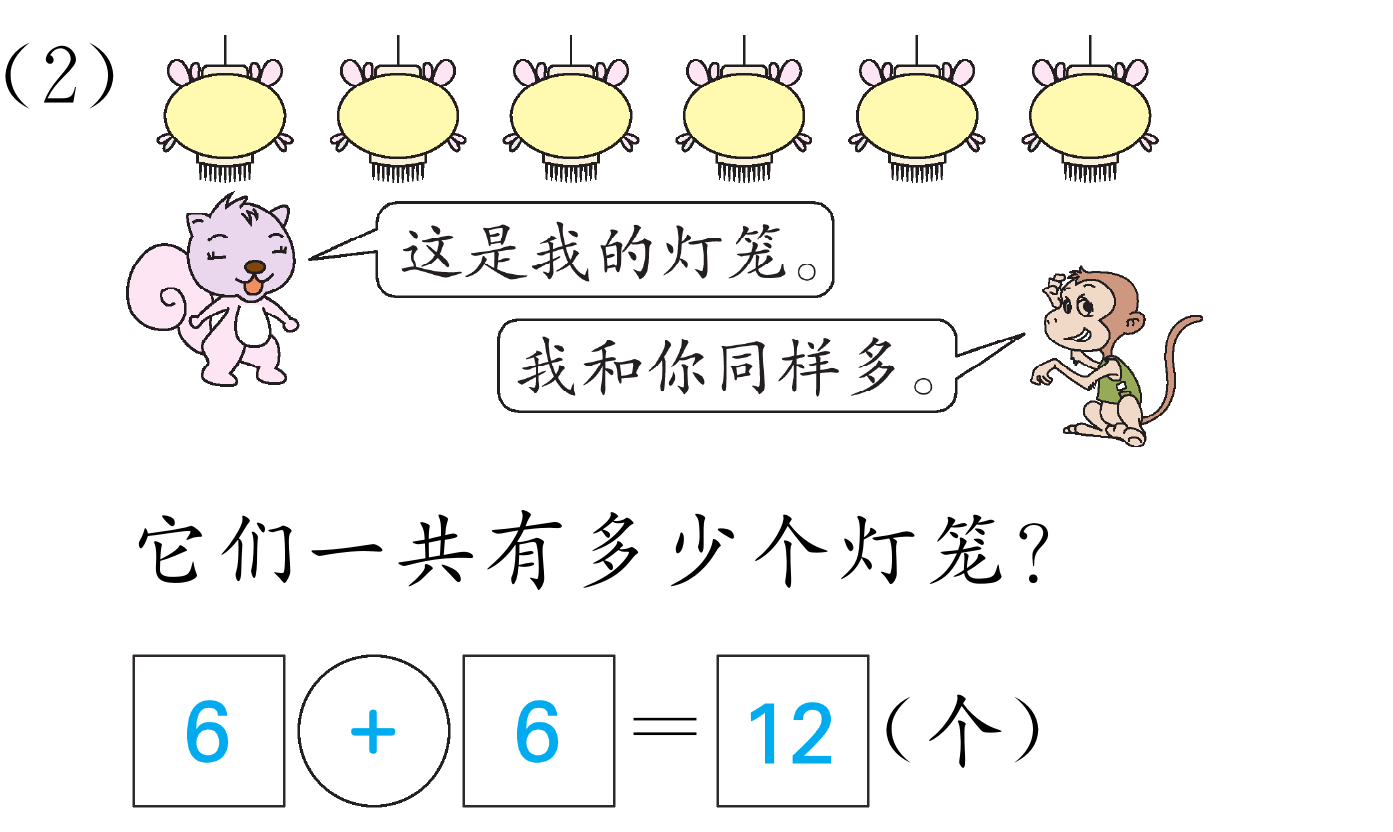 （2）
这是我的灯笼。
我和你同样多。
它们一共有多少个灯笼？
6 + 6 = 12（个）